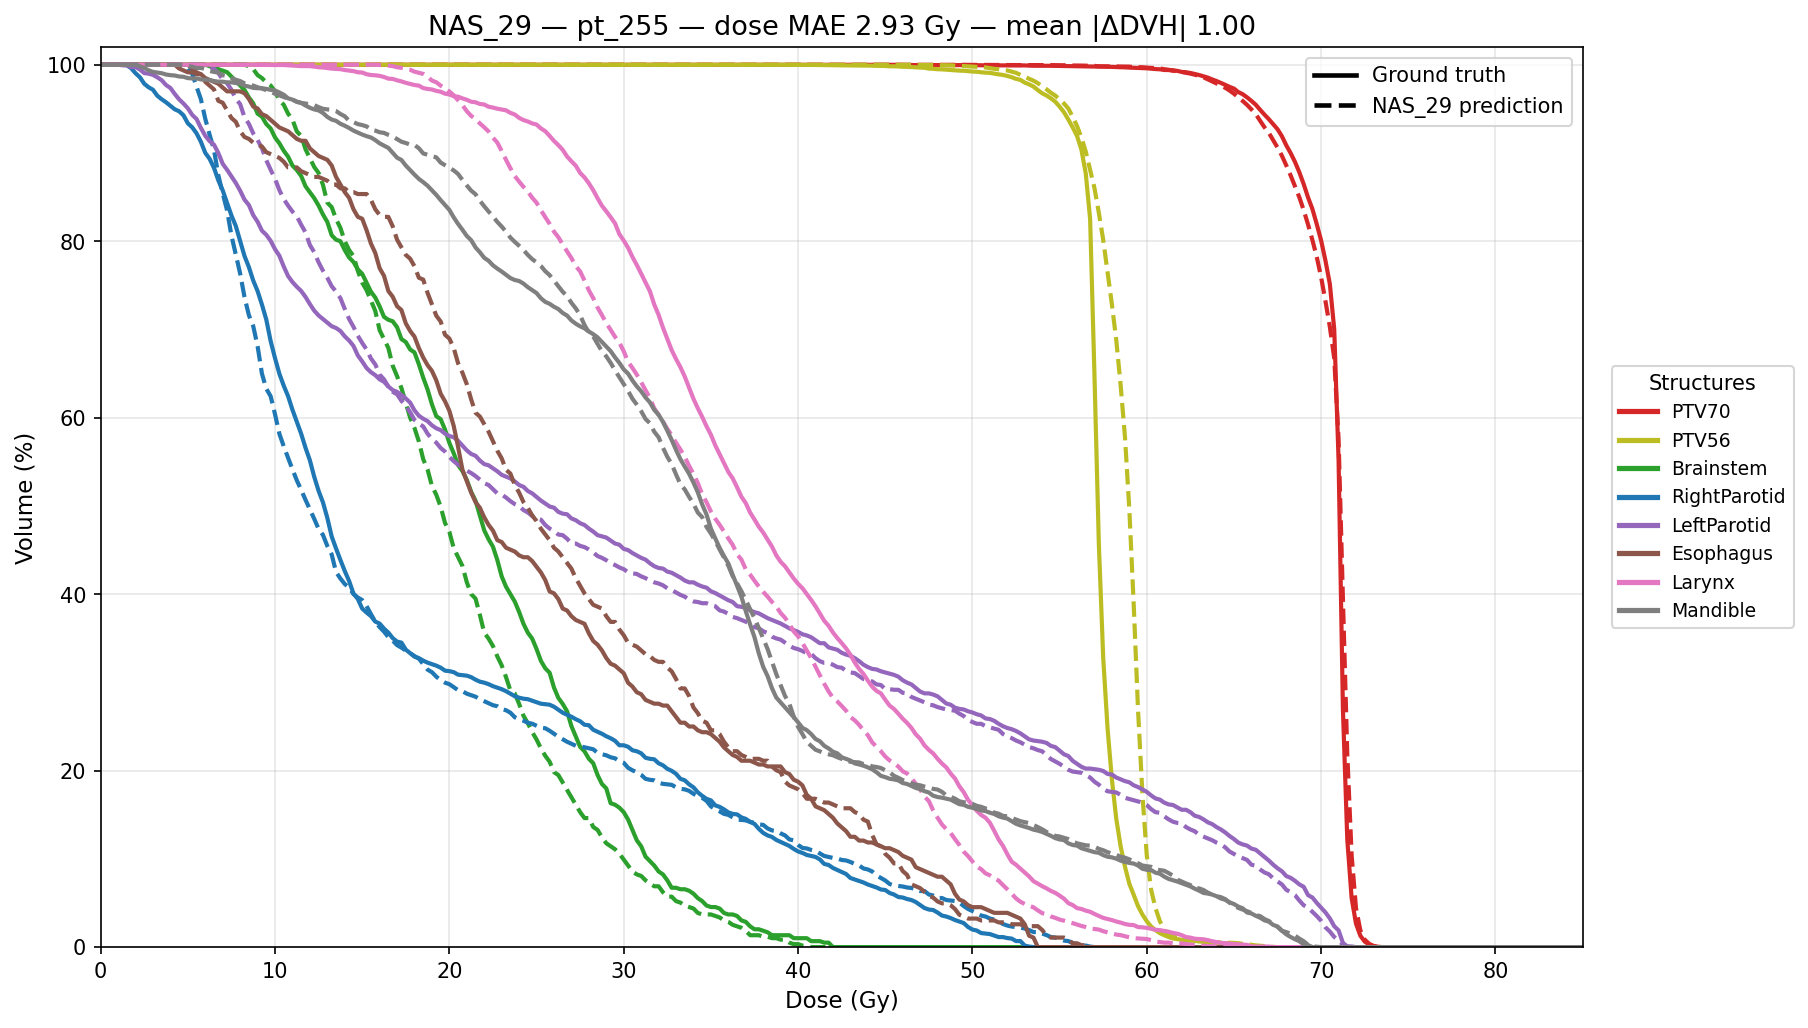 NAS_29 — pt_255 — dose MAE 2.93 Gy — mean |ΔDVH| 1.00
Ground truth
NAS_29 prediction
Volume (%)
100
80
60
40
20
0
0 10 20 30 40 50 60 70 80
Dose (Gy)
Structures
PTV70
PTV56
Brainstem
RightParotid
LeftParotid
Esophagus
Larynx
Mandible